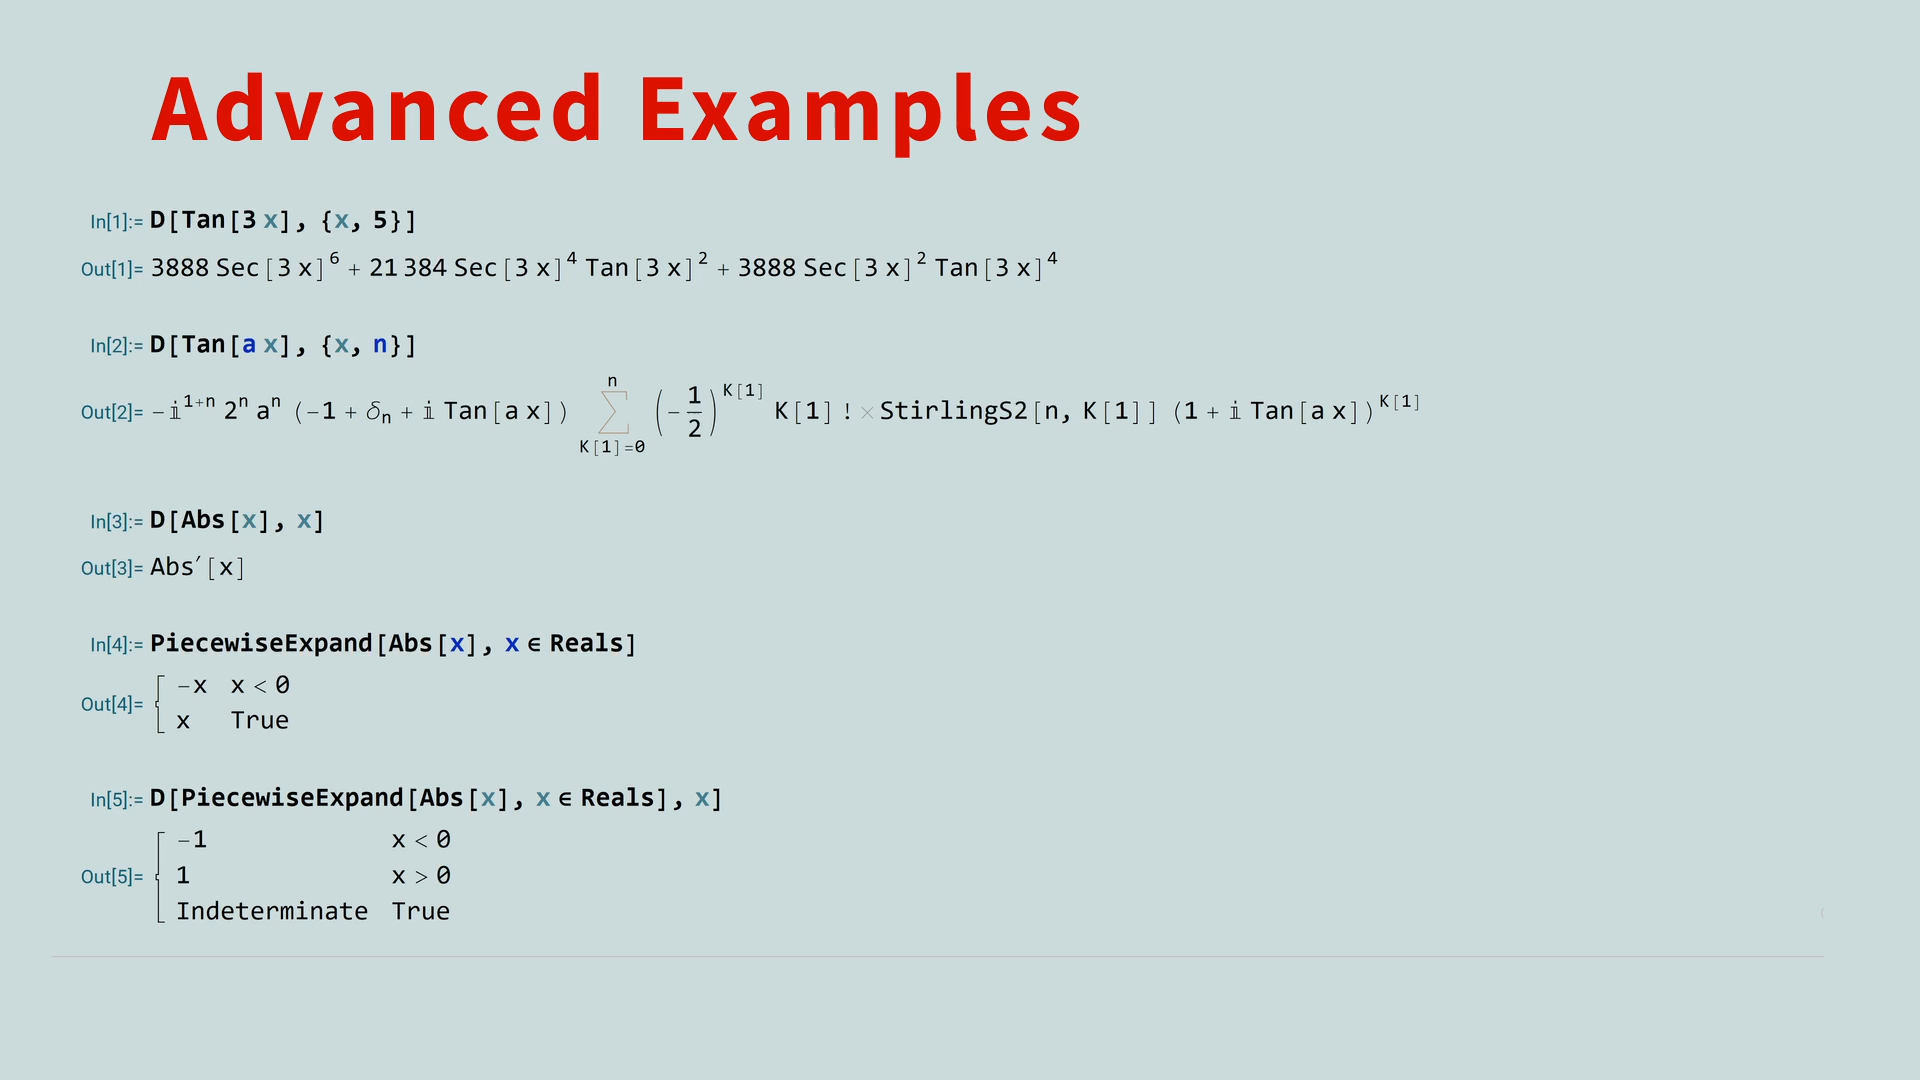 Advanced Examples
In[1]:= D[Tan[3 x], {x, 5}]
Out[1]= 3888 Sec[3 x]^6 + 21 384 Sec[3 x]^4 Tan[3 x]^2 + 3888 Sec[3 x]^2 Tan[3 x]^4
In[2]:= D[Tan[a x], {x, n}]
Out[2]= -ⅈ^(1+n) 2^n a^n (-1 + δ_n + ⅈ Tan[a x]) ∑_(K[1]=0)^n (-1/2)^K[1] K[1] ! × StirlingS2[n, K[1]] (1 + ⅈ Tan[a x])^K[1]
In[3]:= D[Abs[x], x]
Out[3]= Abs′[x]
In[4]:= PiecewiseExpand[Abs[x], x ∈ Reals]
Out[4]= { -x x < 0
x True
In[5]:= D[PiecewiseExpand[Abs[x], x ∈ Reals], x]
Out[5]= { -1 x < 0
1 x > 0
Indeterminate True